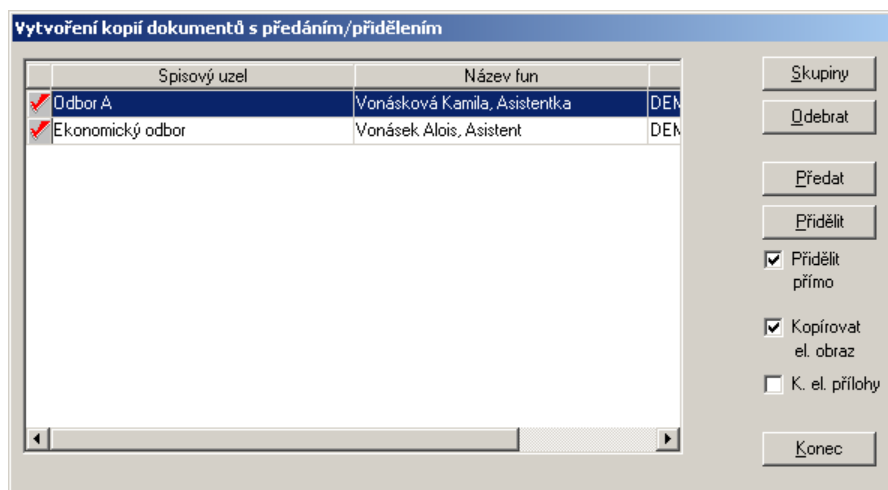 Vytvoření kopií dokumentů s předáním/přidělením
Spisový uzel Název fun
Odbor A Vonásková Kamila, Asistentka DEM
Ekonomický odbor Vonásek Alois, Asistent DEM
Skupiny
Odebrat
Předat
Přidělit
Přidělit
přímo
Kopírovat
el. obraz
K. el. přílohy
Konec